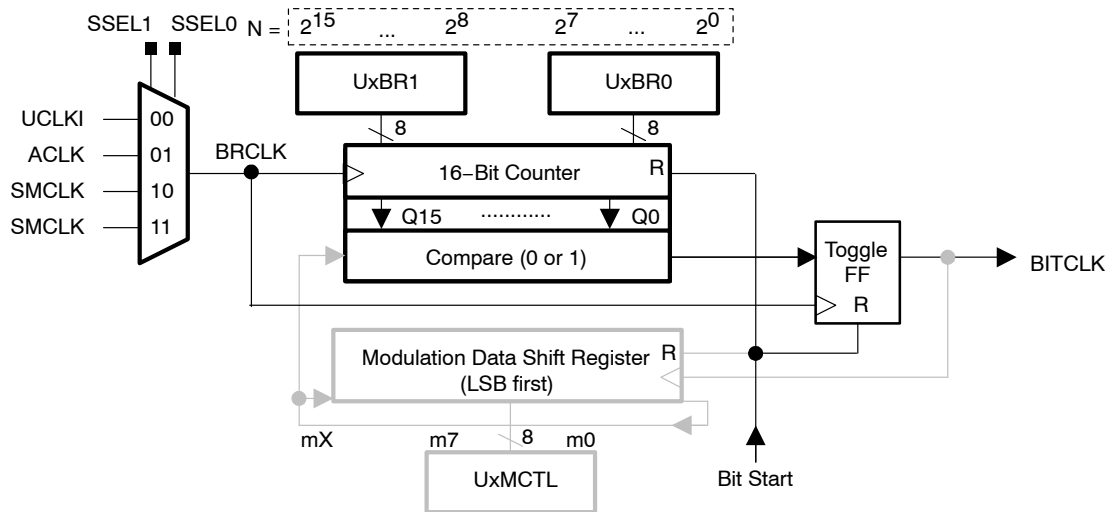 SSEL1 SSEL0 N = 2^15 ... 2^8 2^7 ... 2^0
UxBR1 UxBR0
8 8
UCLKI 00
ACLK 01
SMCLK 10
SMCLK 11
BRCLK
16−Bit Counter R
Q15 ............ Q0
Compare (0 or 1)
Toggle
FF
R
BITCLK
Modulation Data Shift Register R
(LSB first)
mX m7 8 m0
UxMCTL
Bit Start